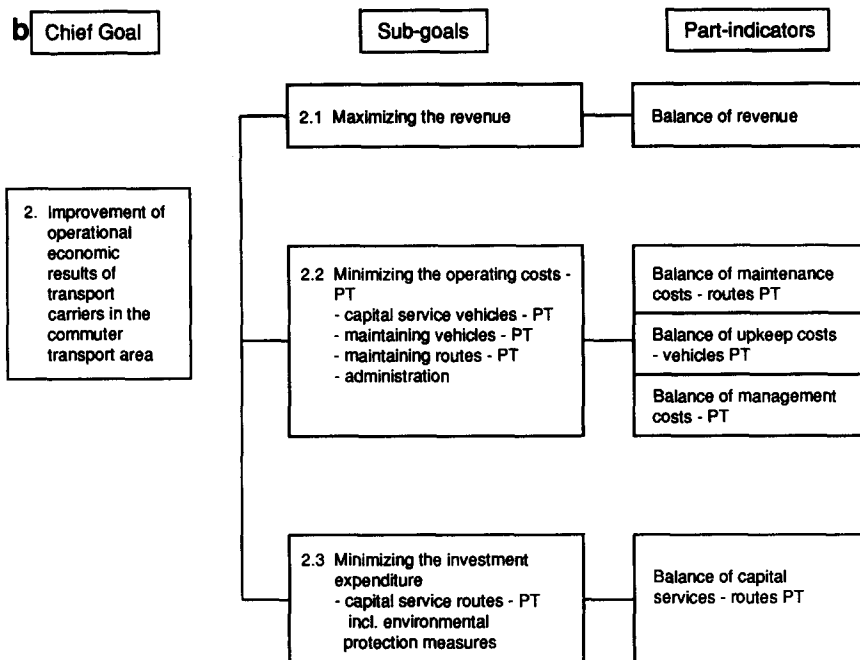 b
Chief Goal
Sub-goals
Part-indicators
2.1 Maximizing the revenue
Balance of revenue
2. Improvement of
operational
economic
results of
transport
carriers in the
commuter
transport area
2.2 Minimizing the operating costs -
PT
- capital service vehicles - PT
- maintaining vehicles - PT
- maintaining routes - PT
- administration
Balance of maintenance
costs - routes PT
Balance of upkeep costs
- vehicles PT
Balance of management
costs - PT
2.3 Minimizing the investment
expenditure
- capital service routes - PT
incl. environmental
protection measures
Balance of capital
services - routes PT